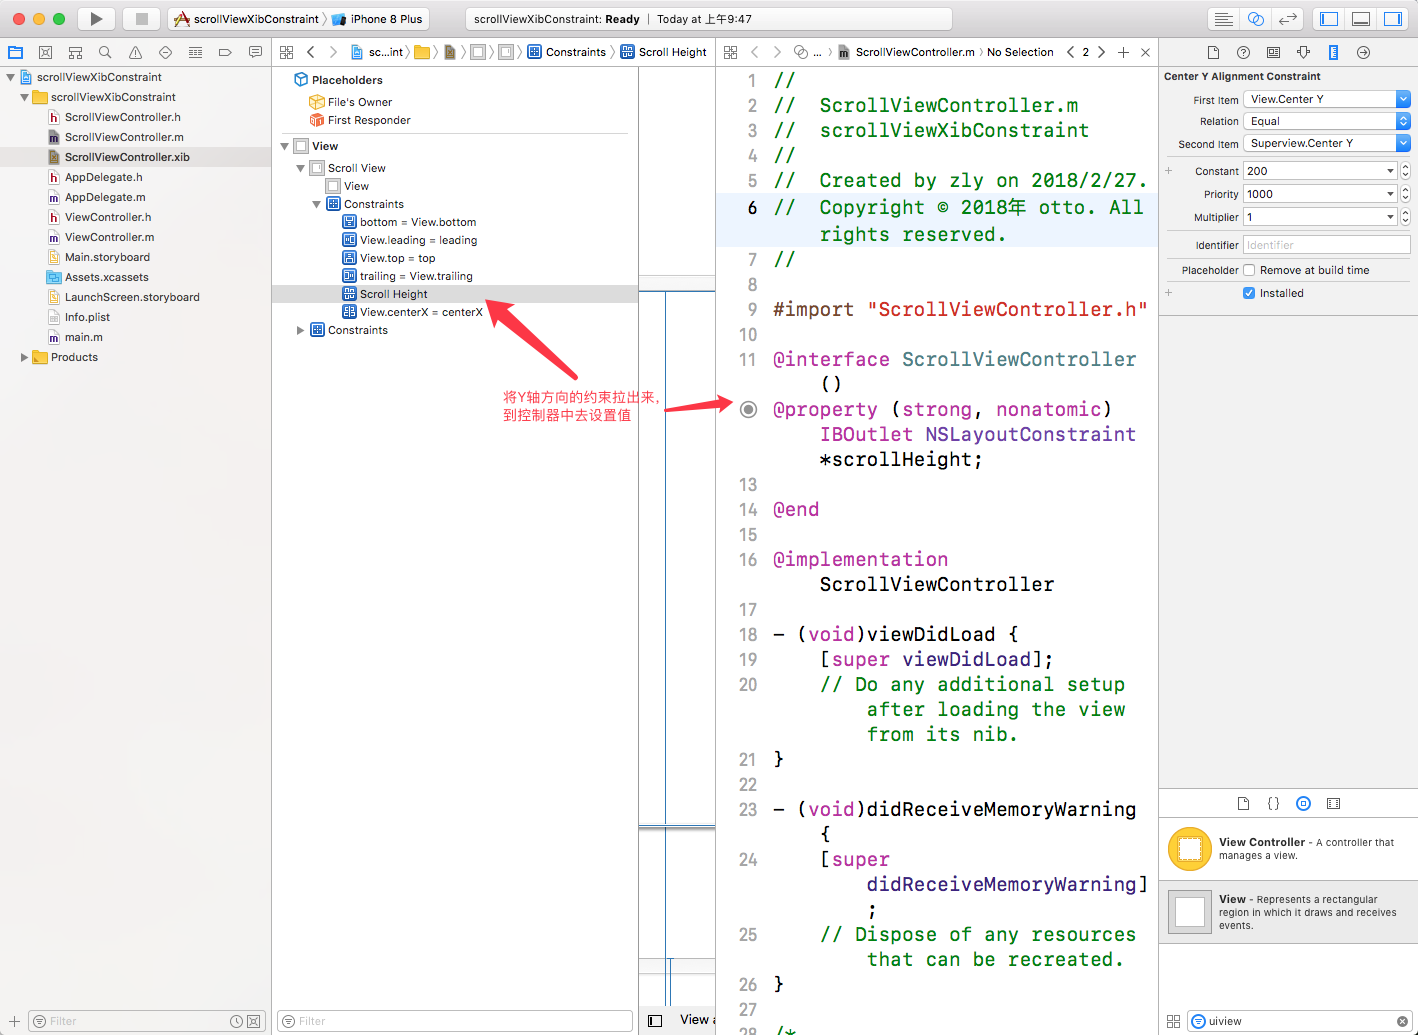 scrollViewXibConstraint
iPhone 8 Plus
scrollViewXibConstraint: Ready | Today at 上午9:47
scrollViewXibConstraint
scrollViewXibConstraint
ScrollViewController.h
ScrollViewController.m
ScrollViewController.xib
AppDelegate.h
AppDelegate.m
ViewController.h
ViewController.m
Main.storyboard
Assets.xcassets
LaunchScreen.storyboard
Info.plist
main.m
Products
Filter
sc...int
Constraints
Scroll Height
Placeholders
File's Owner
First Responder
View
Scroll View
View
Constraints
bottom = View.bottom
View.leading = leading
View.top = top
trailing = View.trailing
Scroll Height
View.centerX = centerX
Constraints
将Y轴方向的约束拉出来,
到控制器中去设置值
Filter
View a
... ScrollViewController.m No Selection 2
1 //
2 // ScrollViewController.m
3 // scrollViewXibConstraint
4 //
5 // Created by zly on 2018/2/27.
6 // Copyright © 2018年 otto. All
rights reserved.
7 //
8
9 #import "ScrollViewController.h"
10
11 @interface ScrollViewController
()
@property (strong, nonatomic)
IBOutlet NSLayoutConstraint
*scrollHeight;
13
14 @end
15
16 @implementation
ScrollViewController
17
18 - (void)viewDidLoad {
19 [super viewDidLoad];
20 // Do any additional setup
after loading the view
from its nib.
21 }
22
23 - (void)didReceiveMemoryWarning
{
24 [super
didReceiveMemoryWarning]
;
25 // Dispose of any resources
that can be recreated.
26 }
27
28 /*
Center Y Alignment Constraint
First Item View.Center Y
Relation Equal
Second Item Superview.Center Y
Constant 200
Priority 1000
Multiplier 1
Identifier Identifier
Placeholder Remove at build time
Installed
View Controller - A controller that
manages a view.
View - Represents a rectangular
region in which it draws and receives
events.
uiview